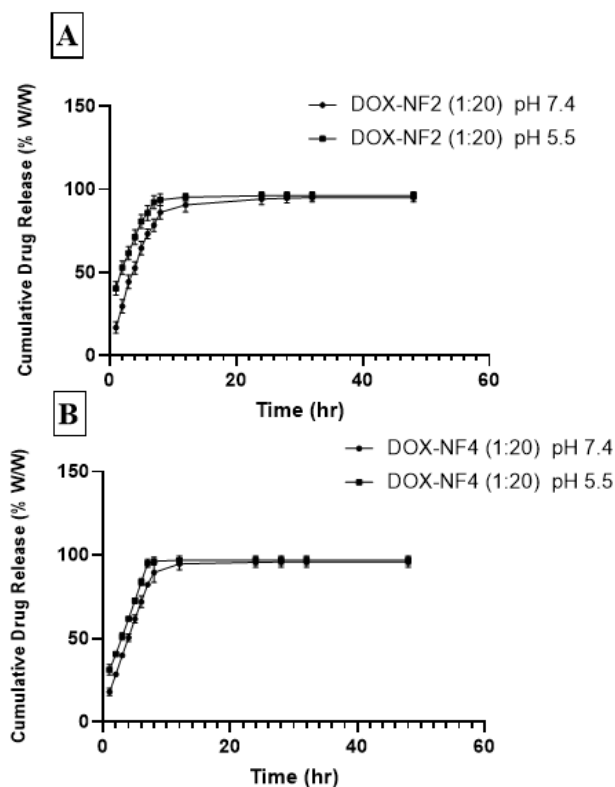 A
DOX-NF2 (1:20) pH 7.4
DOX-NF2 (1:20) pH 5.5
Cumulative Drug Release (% W/W)
150
100
50
0
0 20 40 60
Time (hr)
B
DOX-NF4 (1:20) pH 7.4
DOX-NF4 (1:20) pH 5.5
Cumulative Drug Release (% W/W)
150
100
50
0
0 20 40 60
Time (hr)